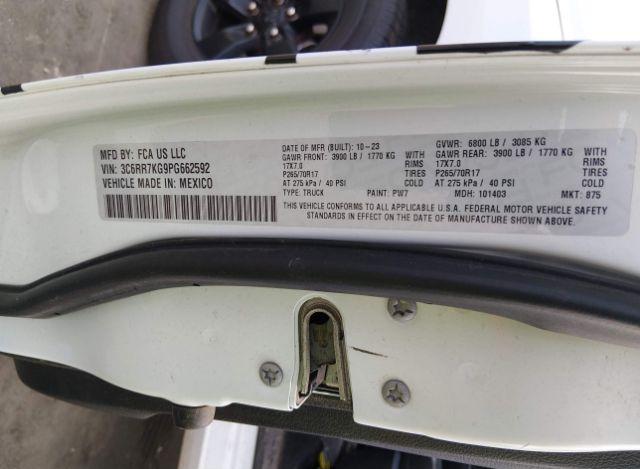 MFD BY: FCA US LLC
VIN: 3C6RR7KG9PG662592
VEHICLE MADE IN: MEXICO
DATE OF MFR (BUILT): 10-23
GAWR FRONT: 3900 LB / 1770 KG
WITH 17X7.0
RIMS
TIRES P265/70R17
COLD AT 275 kPa / 40 PSI
TYPE: TRUCK
GVWR: 6800 LB / 3085 KG
GAWR REAR: 3900 LB / 1770 KG
WITH 17X7.0
RIMS
TIRES P265/70R17
COLD AT 275 kPa / 40 PSI
PAINT: PW7 MDH: 101403 MKT: 875
THIS VEHICLE CONFORMS TO ALL APPLICABLE U.S.A. FEDERAL MOTOR VEHICLE SAFETY
STANDARDS IN EFFECT ON THE DATE OF MANUFACTURE SHOWN ABOVE.